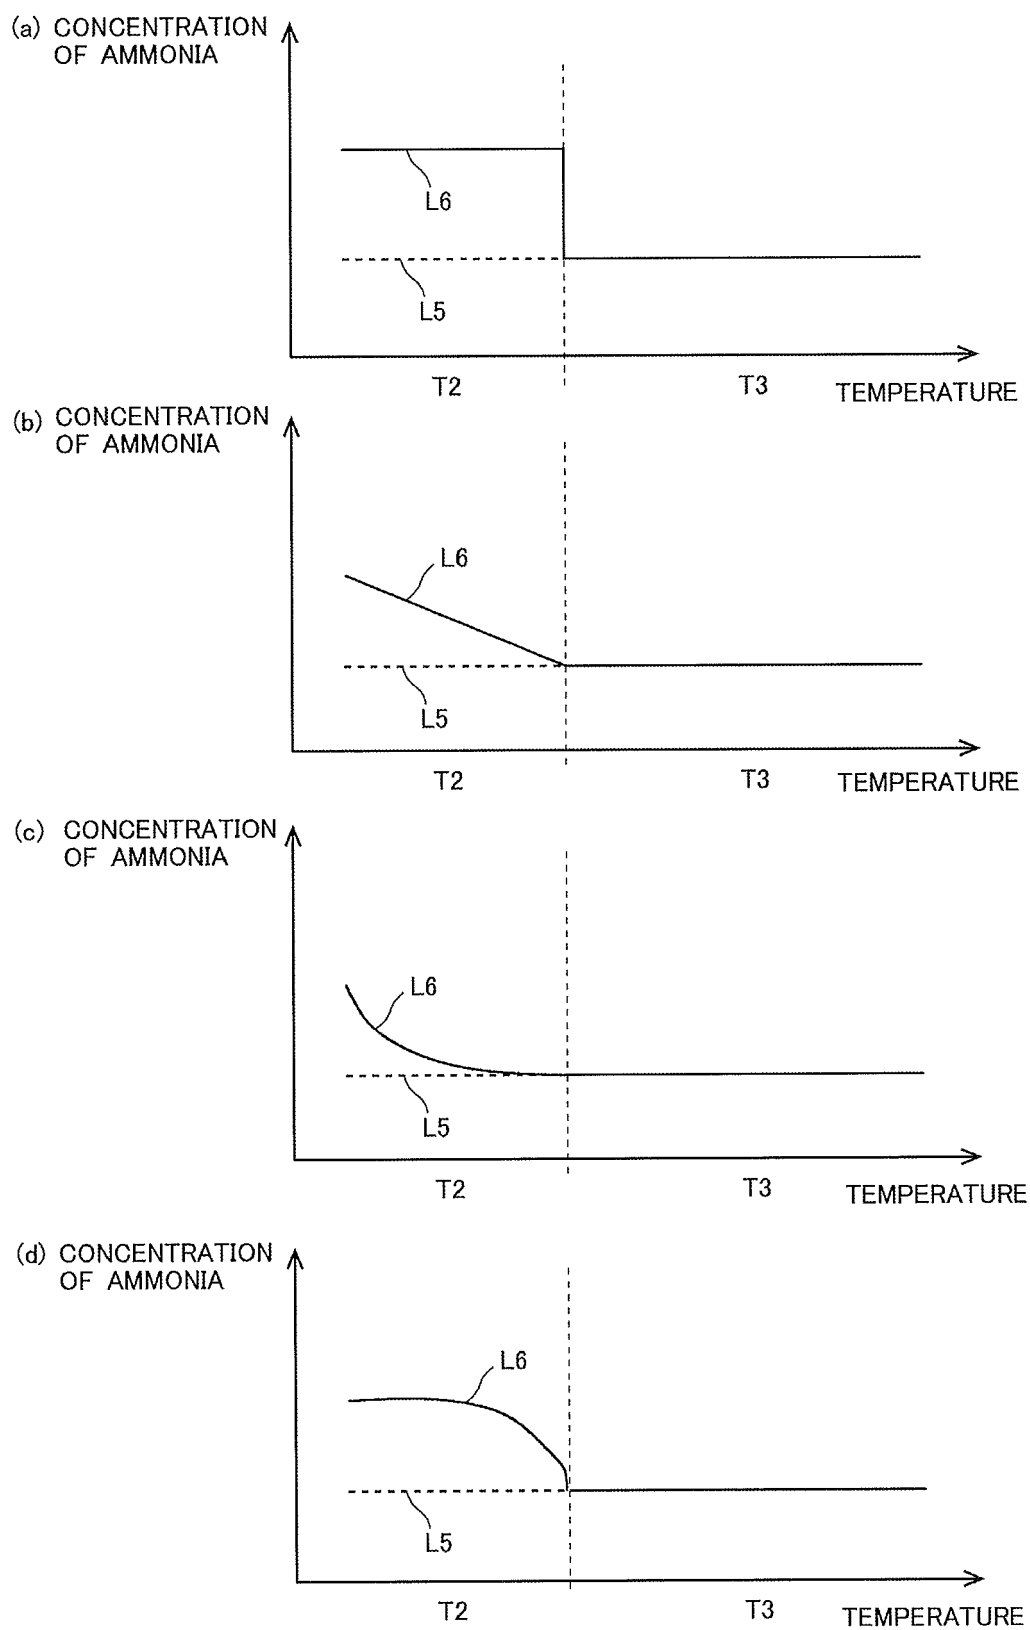 (a) CONCENTRATION
OF AMMONIA
L6
L5
T2
T3
TEMPERATURE
(b) CONCENTRATION
OF AMMONIA
L6
L5
T2
T3
TEMPERATURE
(c) CONCENTRATION
OF AMMONIA
L6
L5
T2
T3
TEMPERATURE
(d) CONCENTRATION
OF AMMONIA
L6
L5
T2
T3
TEMPERATURE